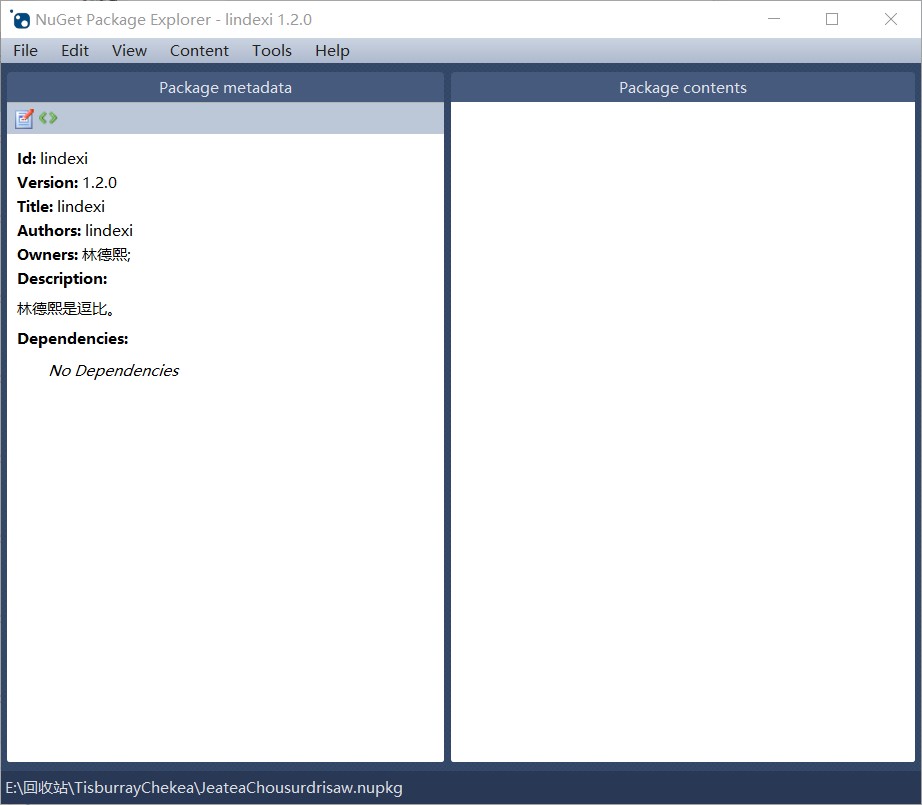 NuGet Package Explorer - lindexi 1.2.0
File Edit View Content Tools Help
Package metadata
Package contents
Id: lindexi
Version: 1.2.0
Title: lindexi
Authors: lindexi
Owners: 林德熙;
Description:
林德熙是逗比。
Dependencies:
No Dependencies
E:\回收站\TisburrayChekea\JeateaChousurdrisaw.nupkg